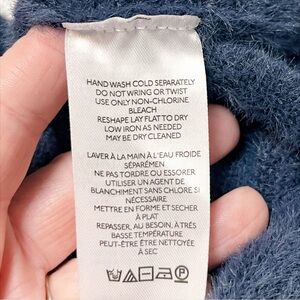 HAND WASH COLD SEPARATELY
DO NOT WRING OR TWIST
USE ONLY NON-CHLORINE
BLEACH
RESHAPE LAY FLAT TO DRY
LOW IRON AS NEEDED
MAY BE DRY CLEANED
LAVER À LA MAIN À L'EAU FROIDE
SÉPARÉMEN
NE PAS TORDRE OU ESSORER
UTILISER UN AGENT DE
BLANCHIMENT SANS CHLORE SI
NÉCESSAIRE
METTRE EN FORME ET SECHER
À PLAT
REPASSER, AU BESOIN, À TRÈS
BASSE TEMPÉRATURE
PEUT-ÊTRE ÊTRE NETTOYÉE
À SEC
P